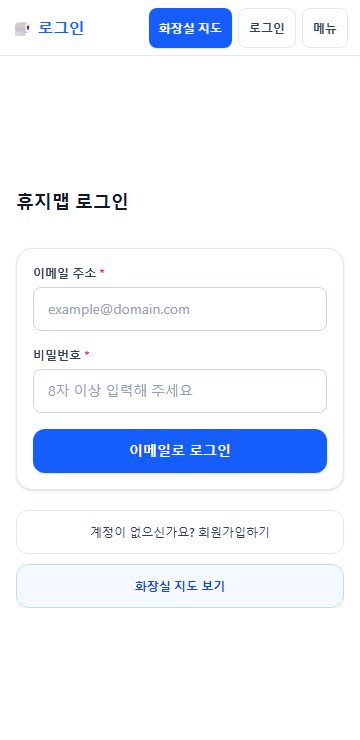 로그인
화장실 지도
로그인
메뉴
휴지맵 로그인
이메일 주소 *
example@domain.com
비밀번호 *
8자 이상 입력해 주세요
이메일로 로그인
계정이 없으신가요? 회원가입하기
화장실 지도 보기